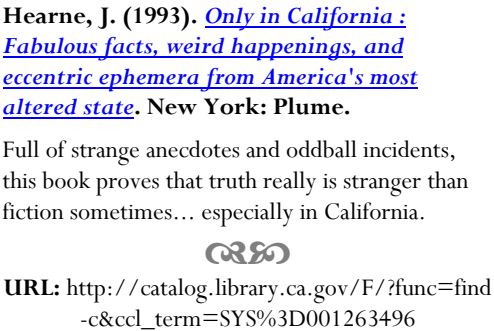 Hearne, J. (1993). Only in California :
Fabulous facts, weird happenings, and
eccentric ephemera from America's most
altered state. New York: Plume.
Full of strange anecdotes and oddball incidents,
this book proves that truth really is stranger than
fiction sometimes… especially in California.
URL: http://catalog.library.ca.gov/F/?func=find
-c&ccl_term=SYS%3D001263496